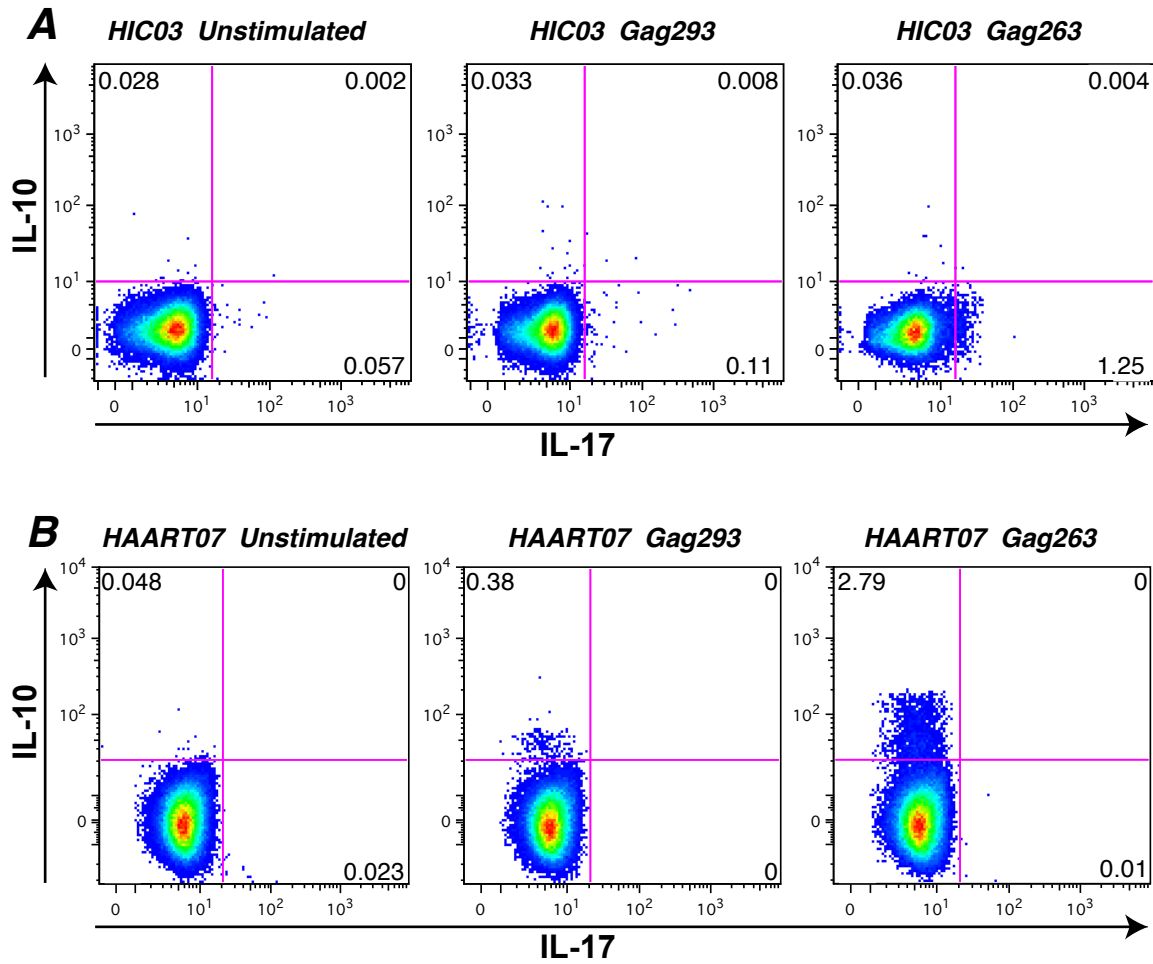 A
HIC03 Unstimulated
HIC03 Gag293
HIC03 Gag263
0.028 0.002
0.033 0.008
0.036 0.004
IL-10
10³
10²
10¹
0
10³
10²
10¹
0
10³
10²
10¹
0
0.057
0.11
1.25
0 10¹ 10² 10³
0 10¹ 10² 10³
0 10¹ 10² 10³
IL-17
B
HAART07 Unstimulated
HAART07 Gag293
HAART07 Gag263
10⁴
10³
10²
0
10⁴
10³
10²
0
10⁴
10³
10²
0
0.048 0
0.38 0
2.79 0
IL-10
0.023
0
0.01
0 10¹ 10² 10³
0 10¹ 10² 10³
0 10¹ 10² 10³
IL-17